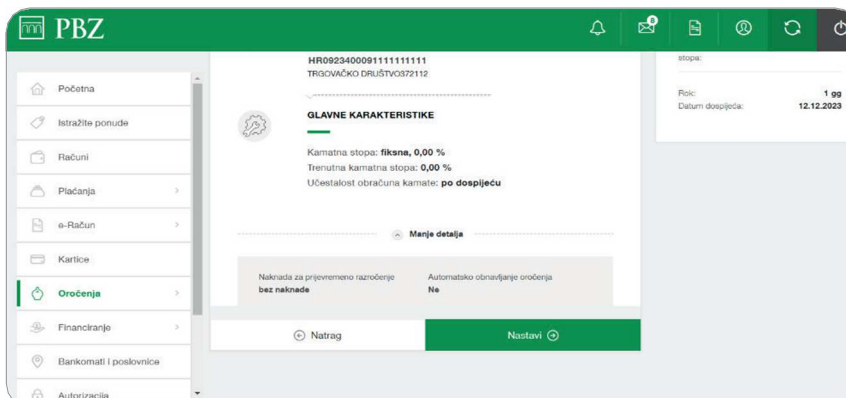 PBZ
8
Početna
Istražite ponude
Računi
Plaćanja
e-Račun
Kartice
Oročenja
Financiranje
Bankomati i poslovnice
Autorizacija
HR0923400091111111111
TRGOVAČKO DRUŠTVO372112
GLAVNE KARAKTERISTIKE
Kamatna stopa: fiksna, 0,00 %
Trenutna kamatna stopa: 0,00 %
Učestalost obračuna kamate: po dospijeću
Manje detalja
Naknada za prijevremeno razročenje
bez naknade
Automatsko obnavljanje oročenja
Ne
Natrag
Nastavi
stopa:
Rok: 1 gg
Datum dospijeća: 12.12.2023